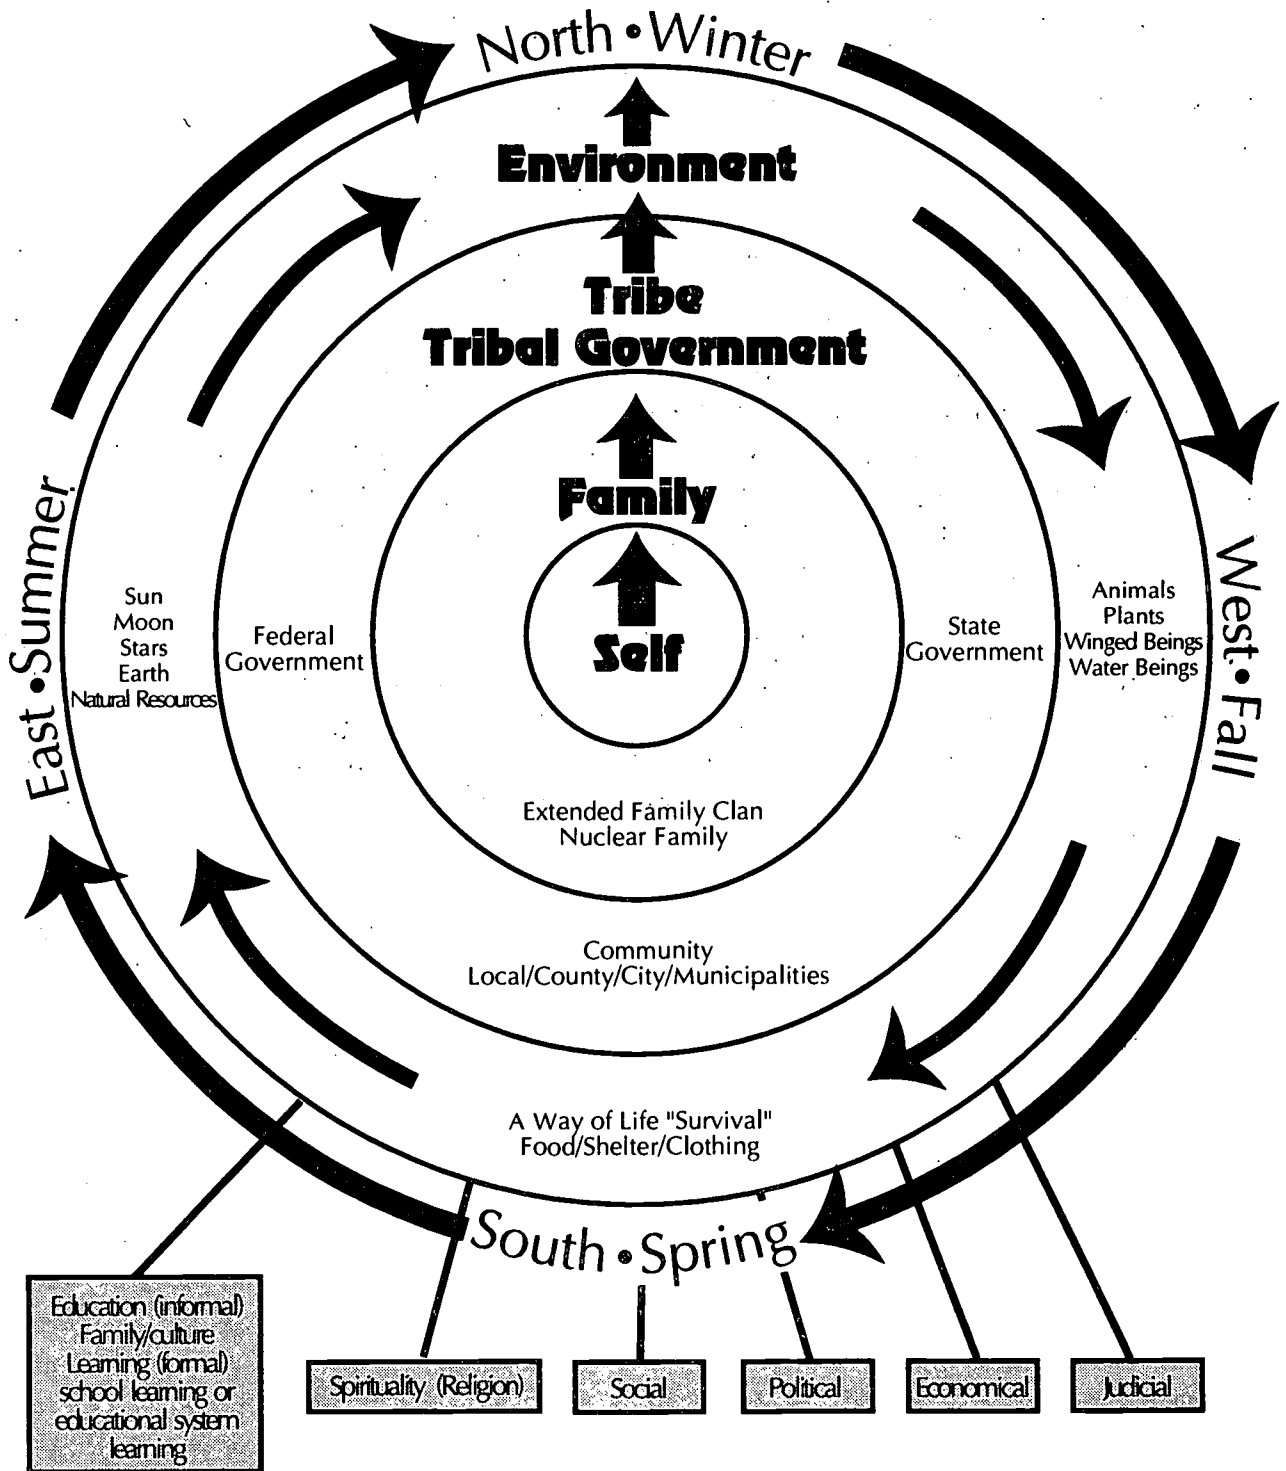 North • Winter
Environment
Tribe
Tribal Government
Family
Self
East • Summer
Sun
Moon
Stars
Earth
Natural Resources
Federal
Government
State
Government
Animals
Plants
Winged Beings
Water Beings
West • Fall
Extended Family Clan
Nuclear Family
Community
Local/County/City/Municipalities
A Way of Life "Survival"
Food/Shelter/Clothing
South • Spring
Education (informal)
Family/culture
Learning (formal)
school learning or
educational system
learning
Spirituality (Religion)
Social
Political
Economical
Judicial